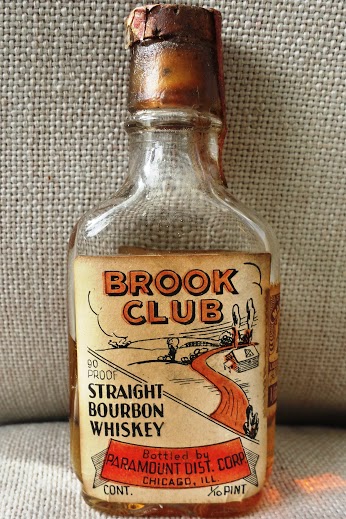 BROOK
CLUB
90
PROOF
STRAIGHT
BOURBON
WHISKEY
Bottled by
PARAMOUNT DIST. CORP.
CHICAGO, ILL.
CONT. 1/10 PINT